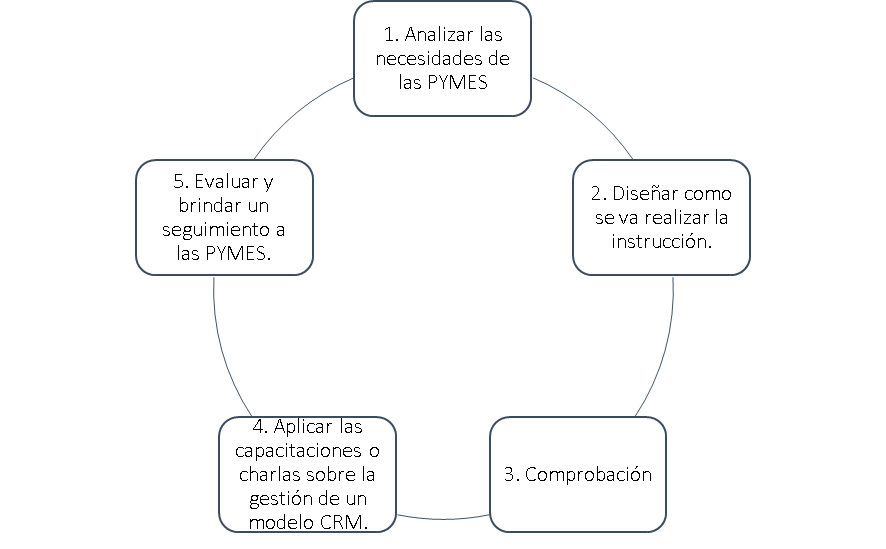 1. Analizar las
necesidades de
las PYMES
2. Diseñar como
se va realizar la
instrucción.
3. Comprobación
4. Aplicar las
capacitaciones o
charlas sobre la
gestión de un
modelo CRM.
5. Evaluar y
brindar un
seguimiento a
las PYMES.